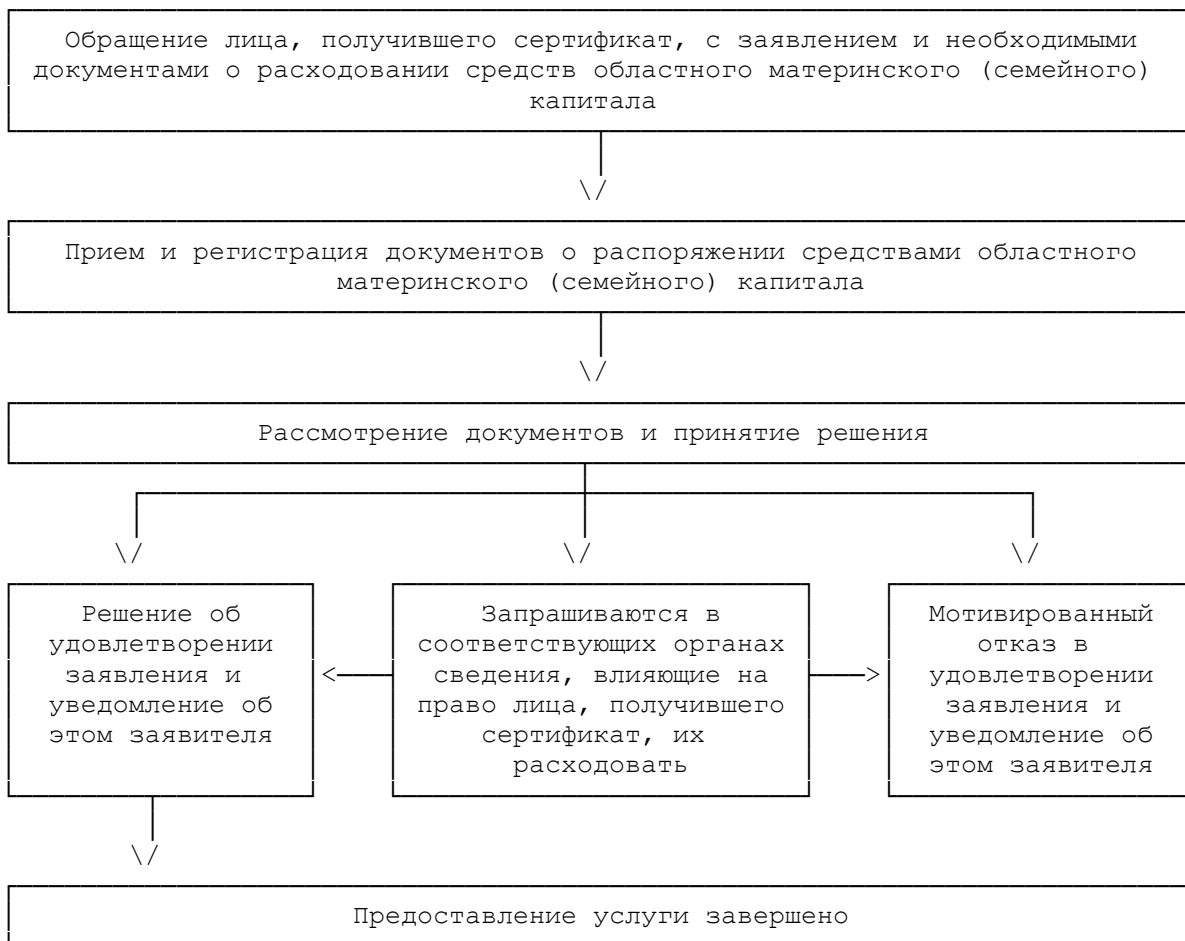 Обращение лица, получившего сертификат, с заявлением и необходимыми
документами о расходовании средств областного материнского (семейного)
капитала
Прием и регистрация документов о распоряжении средствами областного
материнского (семейного) капитала
Рассмотрение документов и принятие решения
Решение об
удовлетворении
заявления и
уведомление об
этом заявителя
Запрашиваются в
соответствующих органах
сведения, влияющие на
право лица, получившего
сертификат, их
расходовать
Мотивированный
отказ в
удовлетворении
заявления и
уведомление об
этом заявителя
Предоставление услуги завершено